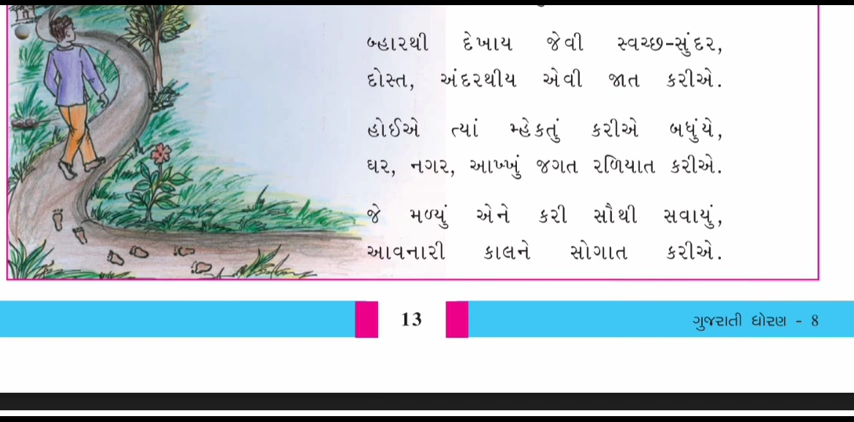 બ્હારથી દેખાય જેવી સ્વચ્છ-સુંદર,
દોસ્ત, અંદરથીય એવી જાત કરીએ.
હોઈએ ત્યાં મ્હેકતું કરીએ બધુંયે,
ઘર, નગર, આખ્ખું જગત રળિયાત કરીએ.
જે મળ્યું એને કરી સૌથી સવાયું,
આવનારી કાલને સોગાત કરીએ.
13
ગુજરાતી ધોરણ - 8